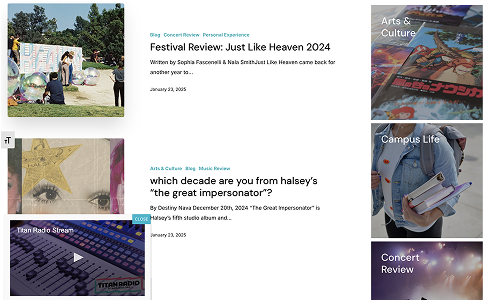 Blog Concert Review Personal Experience
Festival Review: Just Like Heaven 2024
Written by Sophia Fascenelli & Nala SmithJust Like Heaven came back for
another year to...
January 23, 2025
Arts & Culture Blog Music Review
which decade are you from halsey's
"the great impersonator"?
By Destiny Nava December 20th, 2024 "The Great Impersonator" is
Halsey's fifth studio album and...
January 23, 2025
Arts &
Culture
Campus Life
Concert
Review
CLOSE
Titan Radio Stream
TITAN RADIO